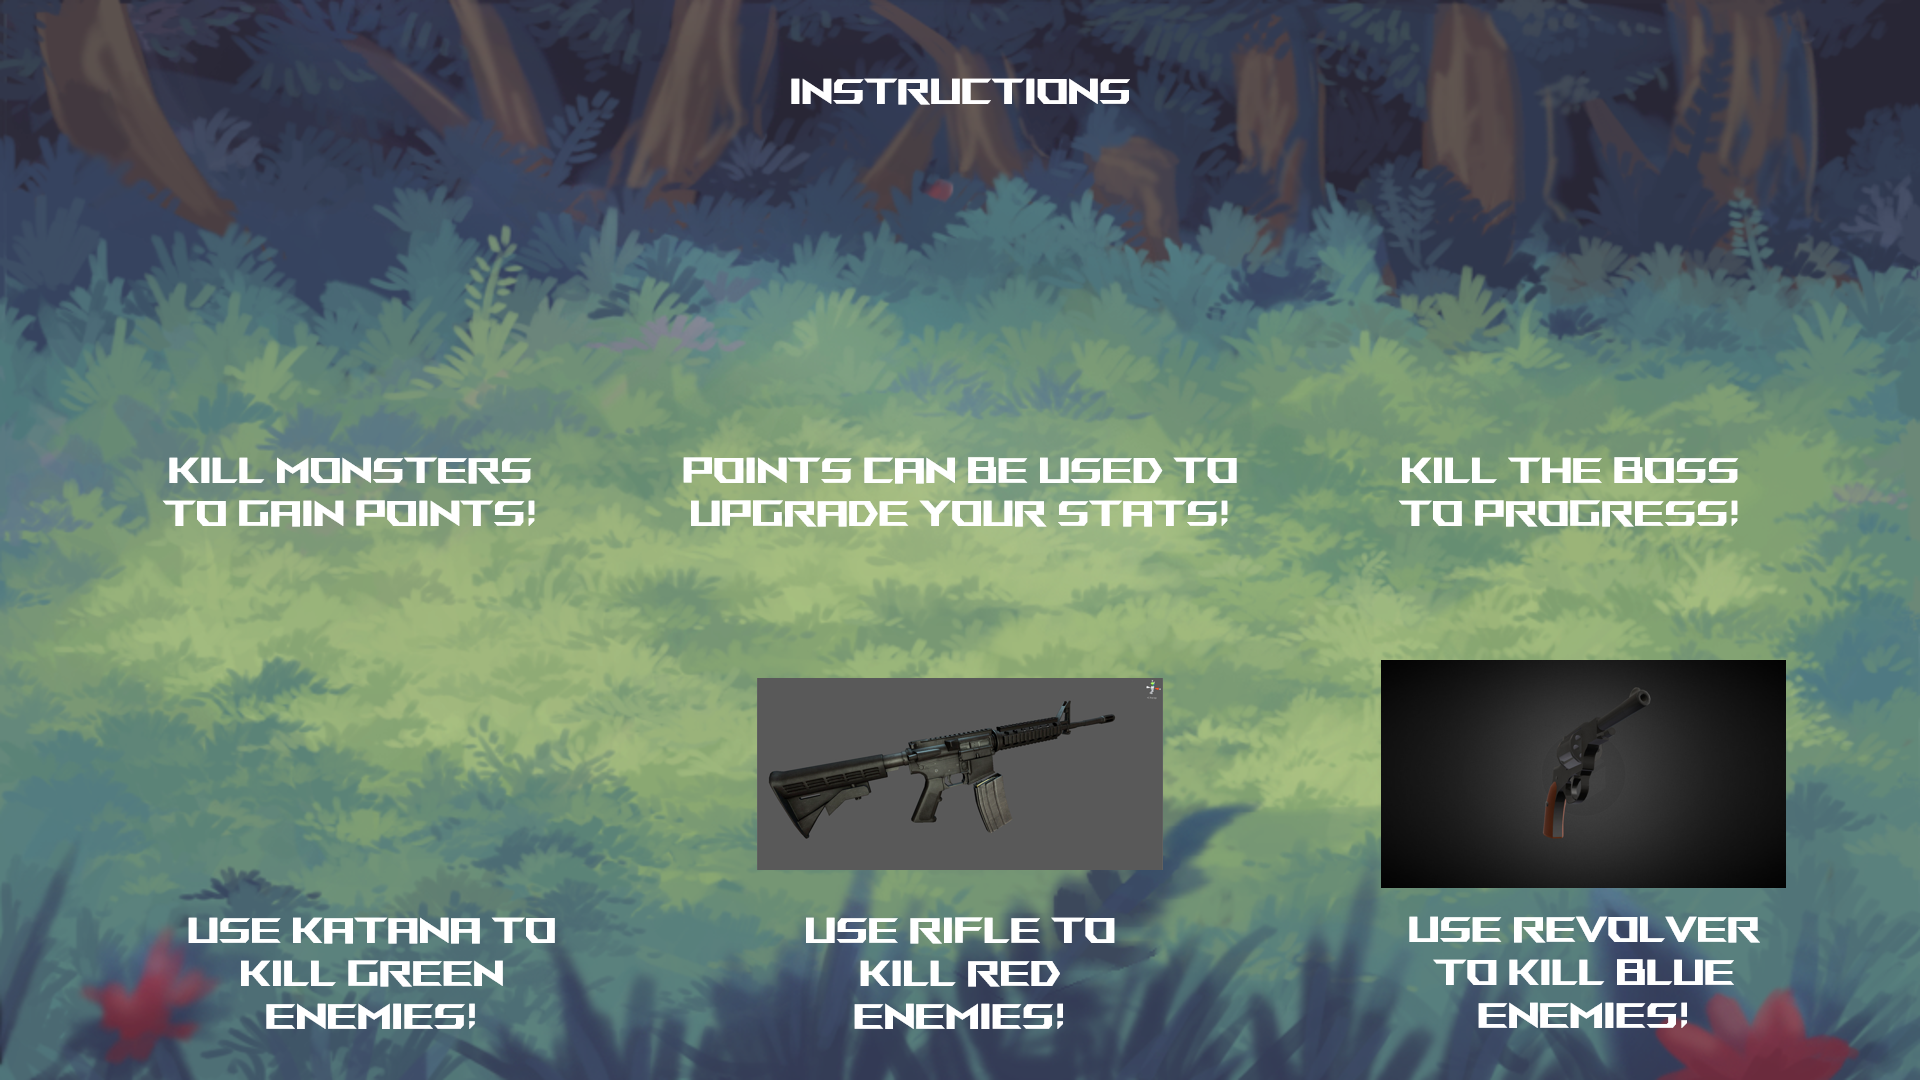 INSTRUCTIONS
KILL MONSTERS
TO GAIN POINTS!
POINTS CAN BE USED TO
UPGRADE YOUR STATS!
KILL THE BOSS
TO PROGRESS!
USE KATANA TO
KILL GREEN
ENEMIES!
USE RIFLE TO
KILL RED
ENEMIES!
USE REVOLVER
TO KILL BLUE
ENEMIES!